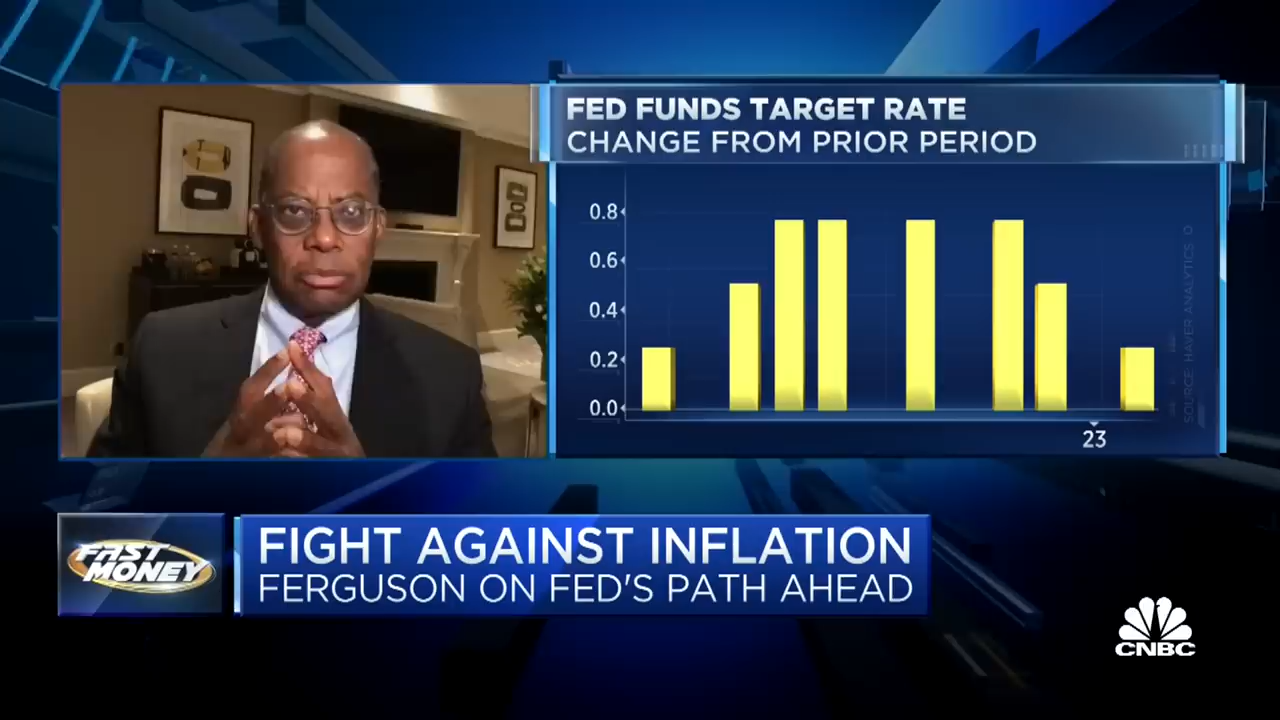 FED FUNDS TARGET RATE
CHANGE FROM PRIOR PERIOD
0.8
0.6
0.4
0.2
0.0
23
SOURCE: HAVER ANALYTICS
FAST
MONEY
FIGHT AGAINST INFLATION
FERGUSON ON FED'S PATH AHEAD
CNBC